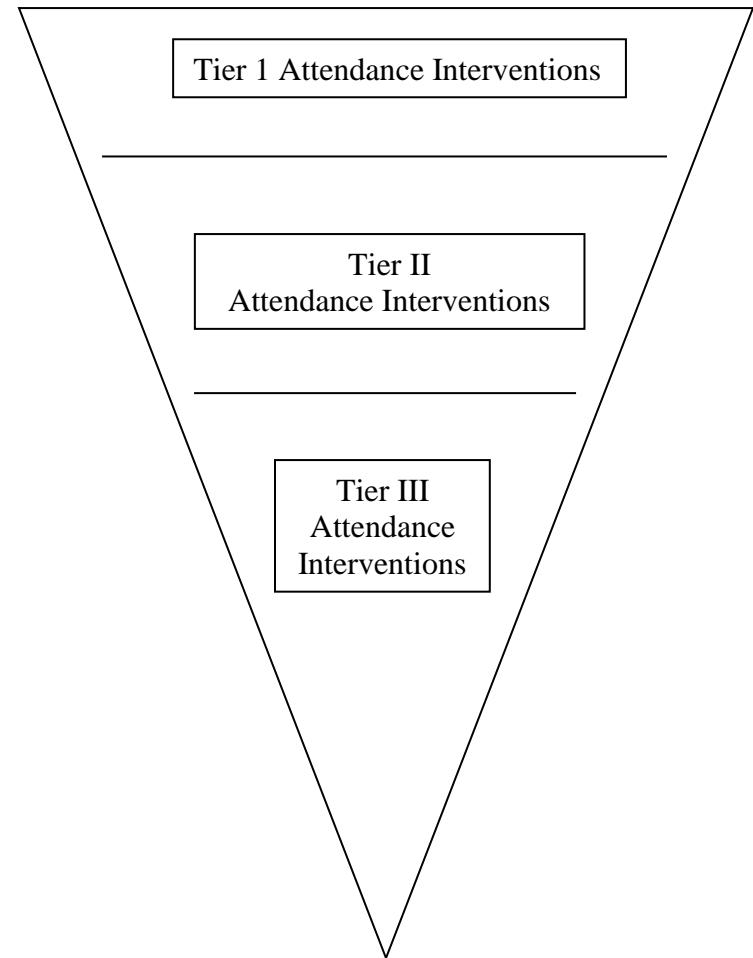 Tier 1 Attendance Interventions
Tier II
Attendance Interventions
Tier III
Attendance
Interventions